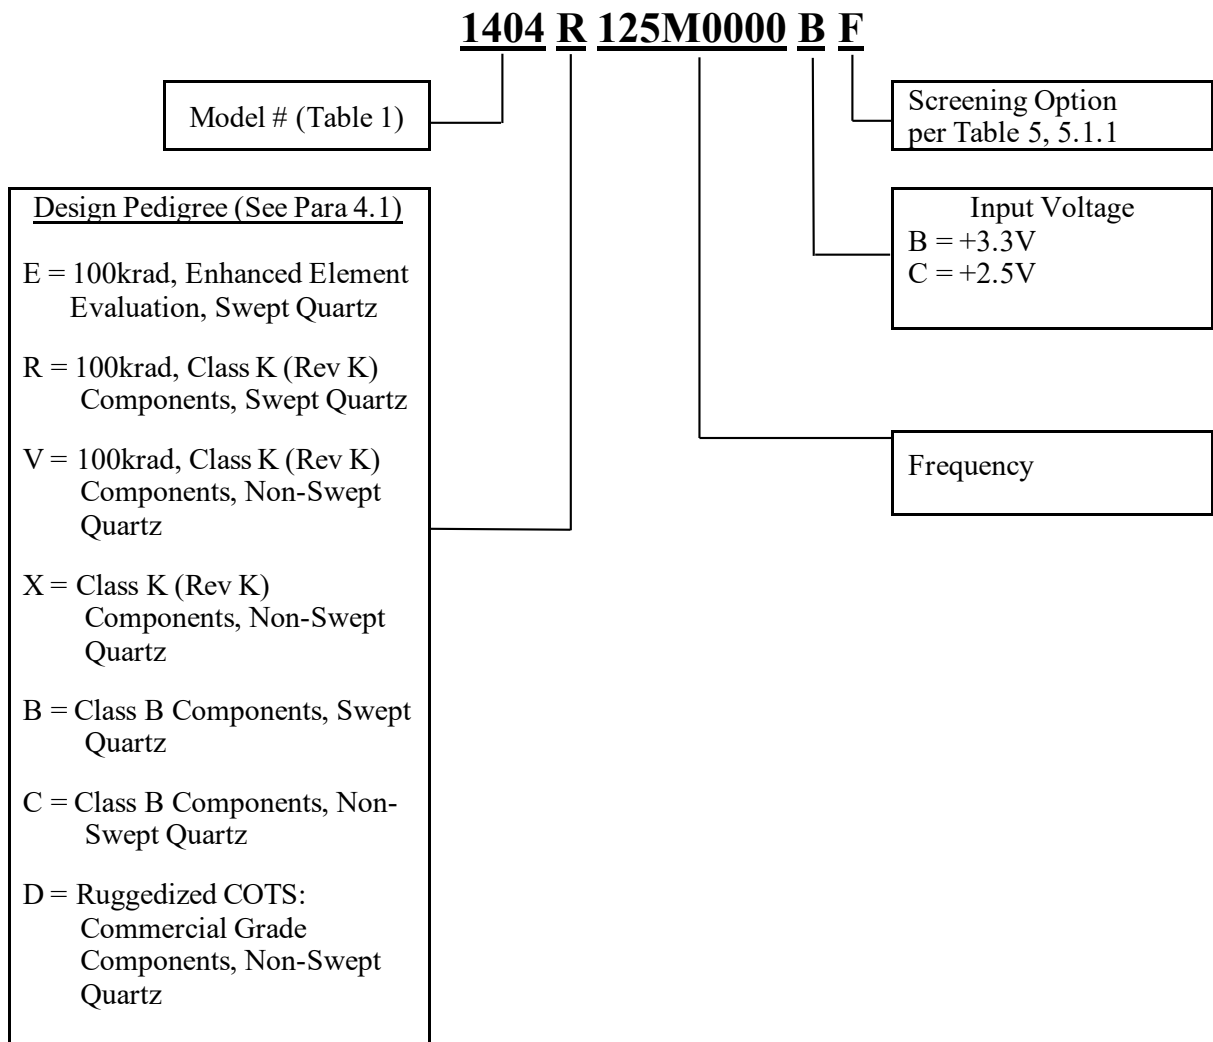 1404 R 125M0000 B F
Model # (Table 1)
Screening Option
per Table 5, 5.1.1
Design Pedigree (See Para 4.1)
E = 100krad, Enhanced Element
Evaluation, Swept Quartz
R = 100krad, Class K (Rev K)
Components, Swept Quartz
V = 100krad, Class K (Rev K)
Components, Non-Swept
Quartz
X = Class K (Rev K)
Components, Non-Swept
Quartz
B = Class B Components, Swept
Quartz
C = Class B Components, Non-
Swept Quartz
D = Ruggedized COTS:
Commercial Grade
Components, Non-Swept
Quartz
Input Voltage
B = +3.3V
C = +2.5V
Frequency